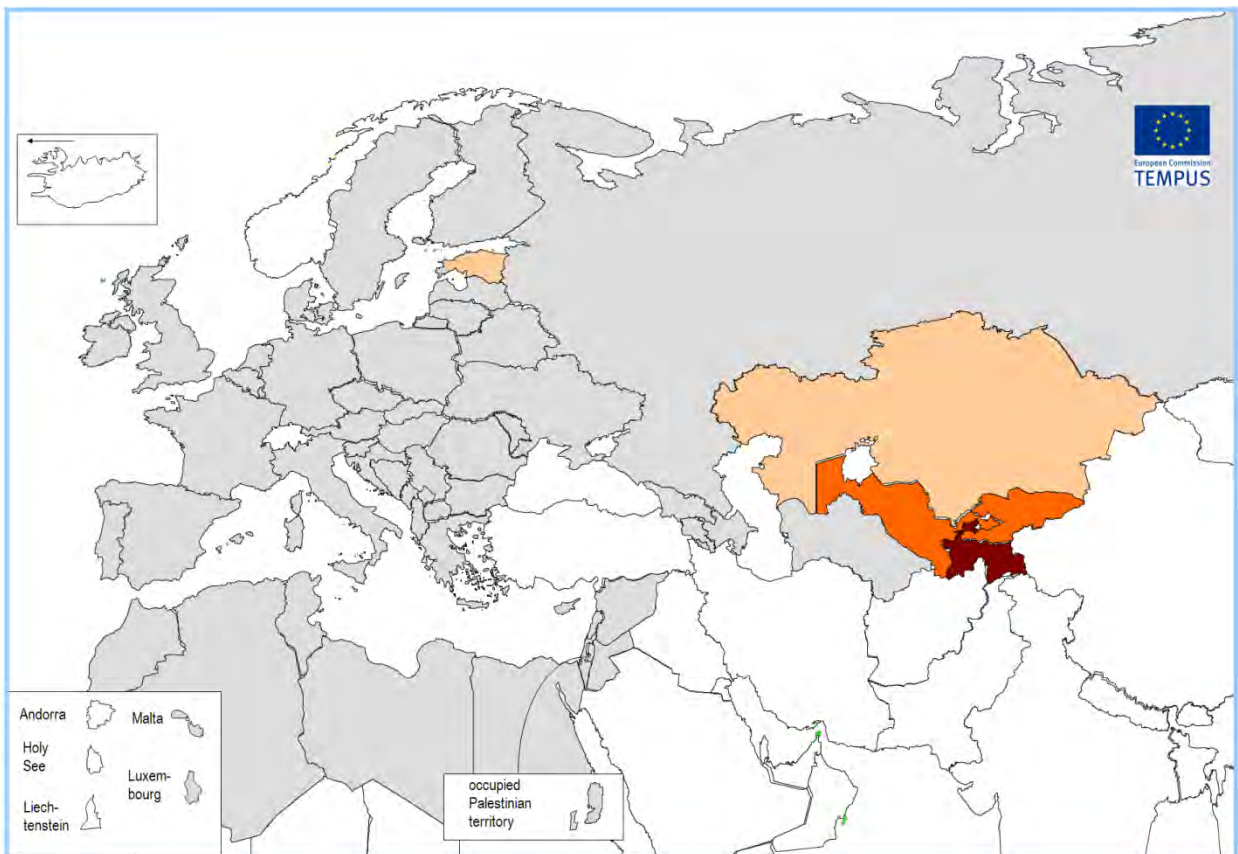 European Commission
TEMPUS
Andorra
Malta
Holy
See
Luxem-
bourg
Liech-
tenstein
occupied
Palestinian
territory